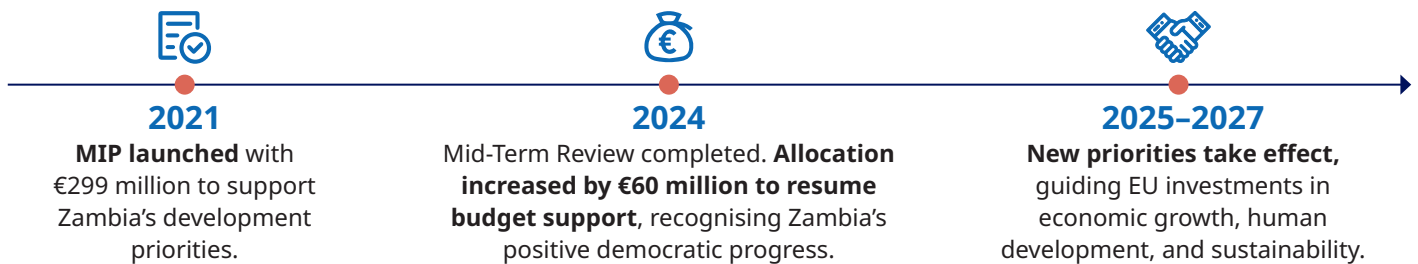 €
2021
MIP launched with
€299 million to support
Zambia’s development
priorities.
2024
Mid-Term Review completed. Allocation
increased by €60 million to resume
budget support, recognising Zambia’s
positive democratic progress.
2025–2027
New priorities take effect,
guiding EU investments in
economic growth, human
development, and sustainability.